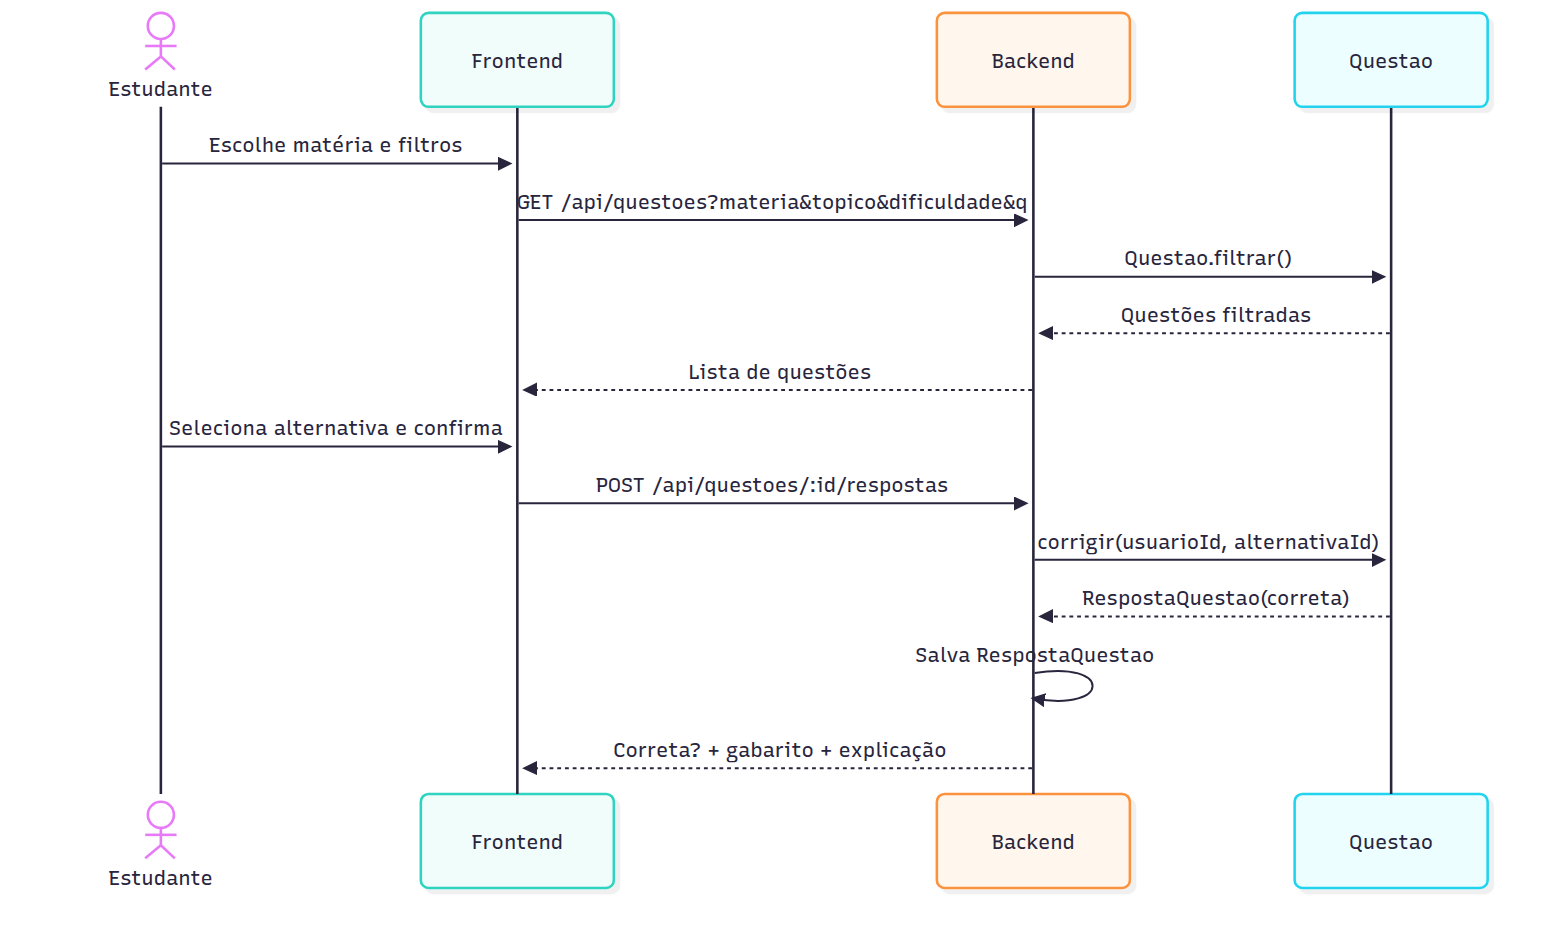 Estudante
Frontend
Backend
Questao
Escolhe matéria e filtros
GET /api/questoes?materia&topico&dificuldade&q
Questao.filtrar()
Questões filtradas
Lista de questões
Seleciona alternativa e confirma
POST /api/questoes/:id/respostas
corrigir(usuarioId, alternativaId)
RespostaQuestao(correta)
Salva RespostaQuestao
Correta? + gabarito + explicação
Estudante
Frontend
Backend
Questao